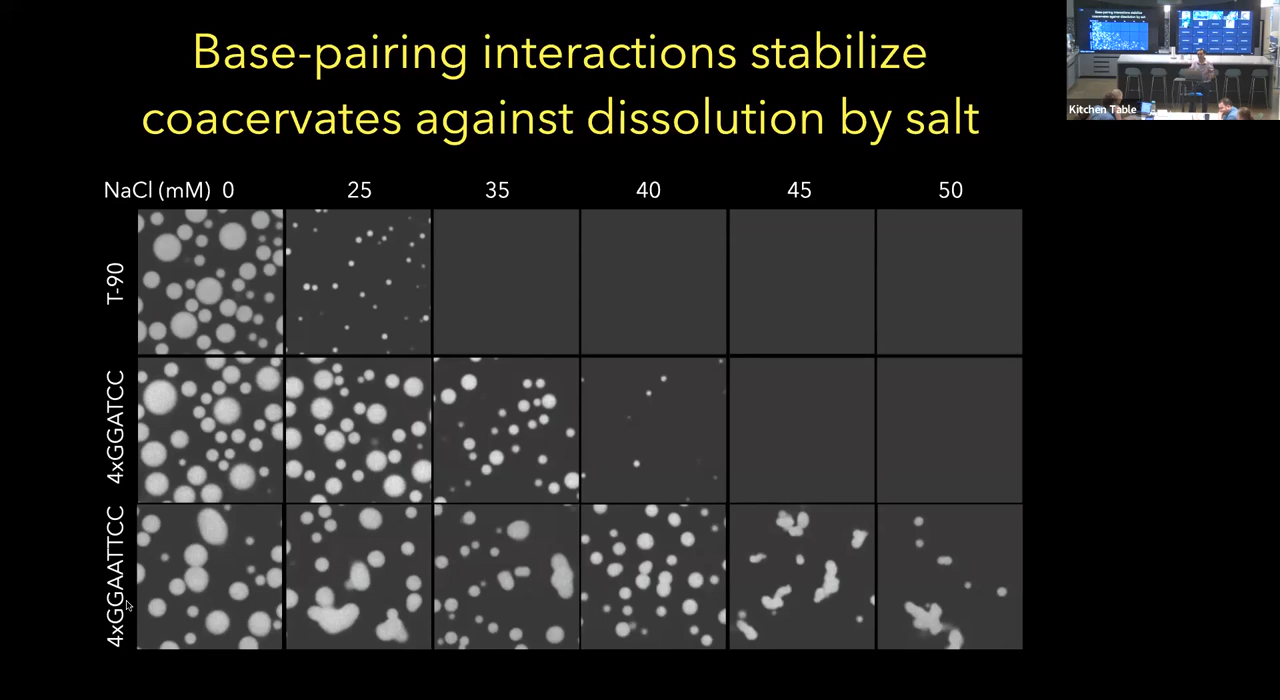 Base-pairing interactions stabilize
coacervates against dissolution by salt
NaCl (mM) 0 25 35 40 45 50
T-90
4xGGATCC
4xGGAATTCC
Kitchen Table